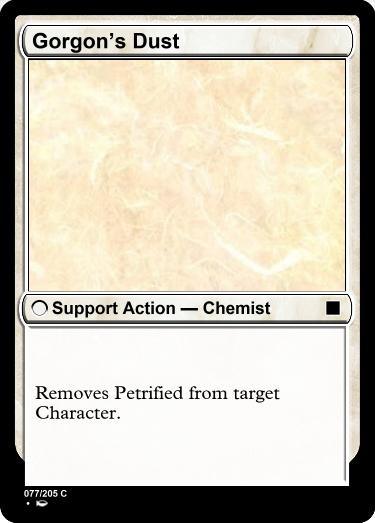 Gorgon's Dust
Support Action — Chemist
Removes Petrified from target
Character.
077/205 C